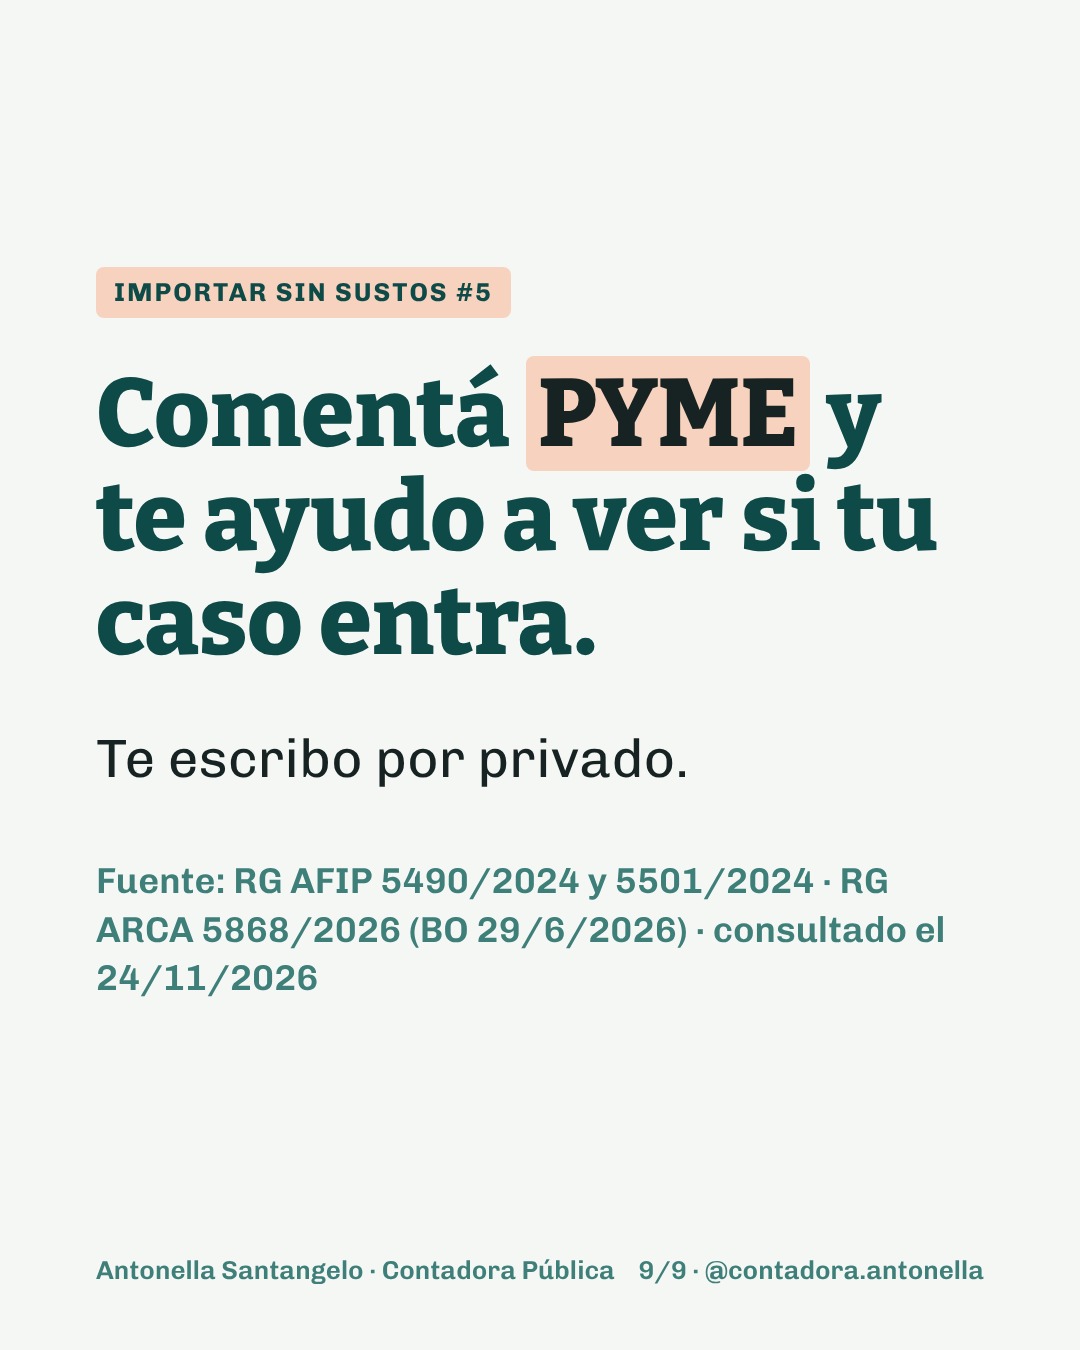 IMPORTAR SIN SUSTOS #5
Comentá PYME y
te ayudo a ver si tu
caso entra.
Te escribo por privado.
Fuente: RG AFIP 5490/2024 y 5501/2024 · RG
ARCA 5868/2026 (BO 29/6/2026) · consultado el
24/11/2026
Antonella Santangelo · Contadora Pública 9/9 · @contadora.antonella